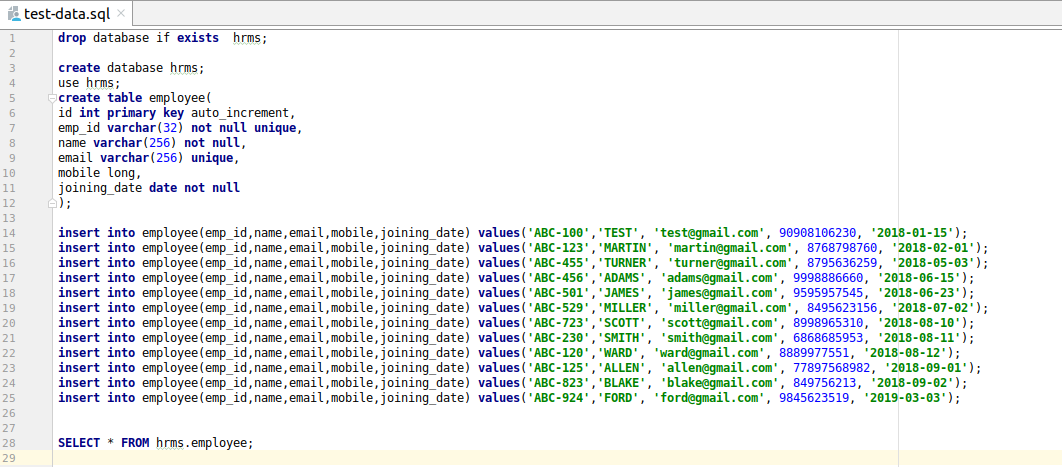 test-data.sql
1 drop database if exists  hrms;
2
3 create database hrms;
4 use hrms;
5 create table employee(
6 id int primary key auto_increment,
7 emp_id varchar(32) not null unique,
8 name varchar(256) not null,
9 email varchar(256) unique,
10 mobile long,
11 joining_date date not null
12 );
13
14 insert into employee(emp_id,name,email,mobile,joining_date) values('ABC-100','TEST', 'test@gmail.com', 90908106230, '2018-01-15');
15 insert into employee(emp_id,name,email,mobile,joining_date) values('ABC-123','MARTIN', 'martin@gmail.com', 8768798760, '2018-02-01');
16 insert into employee(emp_id,name,email,mobile,joining_date) values('ABC-455','TURNER', 'turner@gmail.com', 8795636259, '2018-05-03');
17 insert into employee(emp_id,name,email,mobile,joining_date) values('ABC-456','ADAMS', 'adams@gmail.com', 9998886660, '2018-06-15');
18 insert into employee(emp_id,name,email,mobile,joining_date) values('ABC-501','JAMES', 'james@gmail.com', 9595957545, '2018-06-23');
19 insert into employee(emp_id,name,email,mobile,joining_date) values('ABC-529','MILLER', 'miller@gmail.com', 8495623156, '2018-07-02');
20 insert into employee(emp_id,name,email,mobile,joining_date) values('ABC-723','SCOTT', 'scott@gmail.com', 8998965310, '2018-08-10');
21 insert into employee(emp_id,name,email,mobile,joining_date) values('ABC-230','SMITH', 'smith@gmail.com', 6868685953, '2018-08-11');
22 insert into employee(emp_id,name,email,mobile,joining_date) values('ABC-120','WARD', 'ward@gmail.com', 8889977551, '2018-08-12');
23 insert into employee(emp_id,name,email,mobile,joining_date) values('ABC-125','ALLEN', 'allen@gmail.com', 77897568982, '2018-09-01');
24 insert into employee(emp_id,name,email,mobile,joining_date) values('ABC-823','BLAKE', 'blake@gmail.com', 849756213, '2018-09-02');
25 insert into employee(emp_id,name,email,mobile,joining_date) values('ABC-924','FORD', 'ford@gmail.com', 9845623519, '2019-03-03');
26
27
28 SELECT * FROM hrms.employee;
29